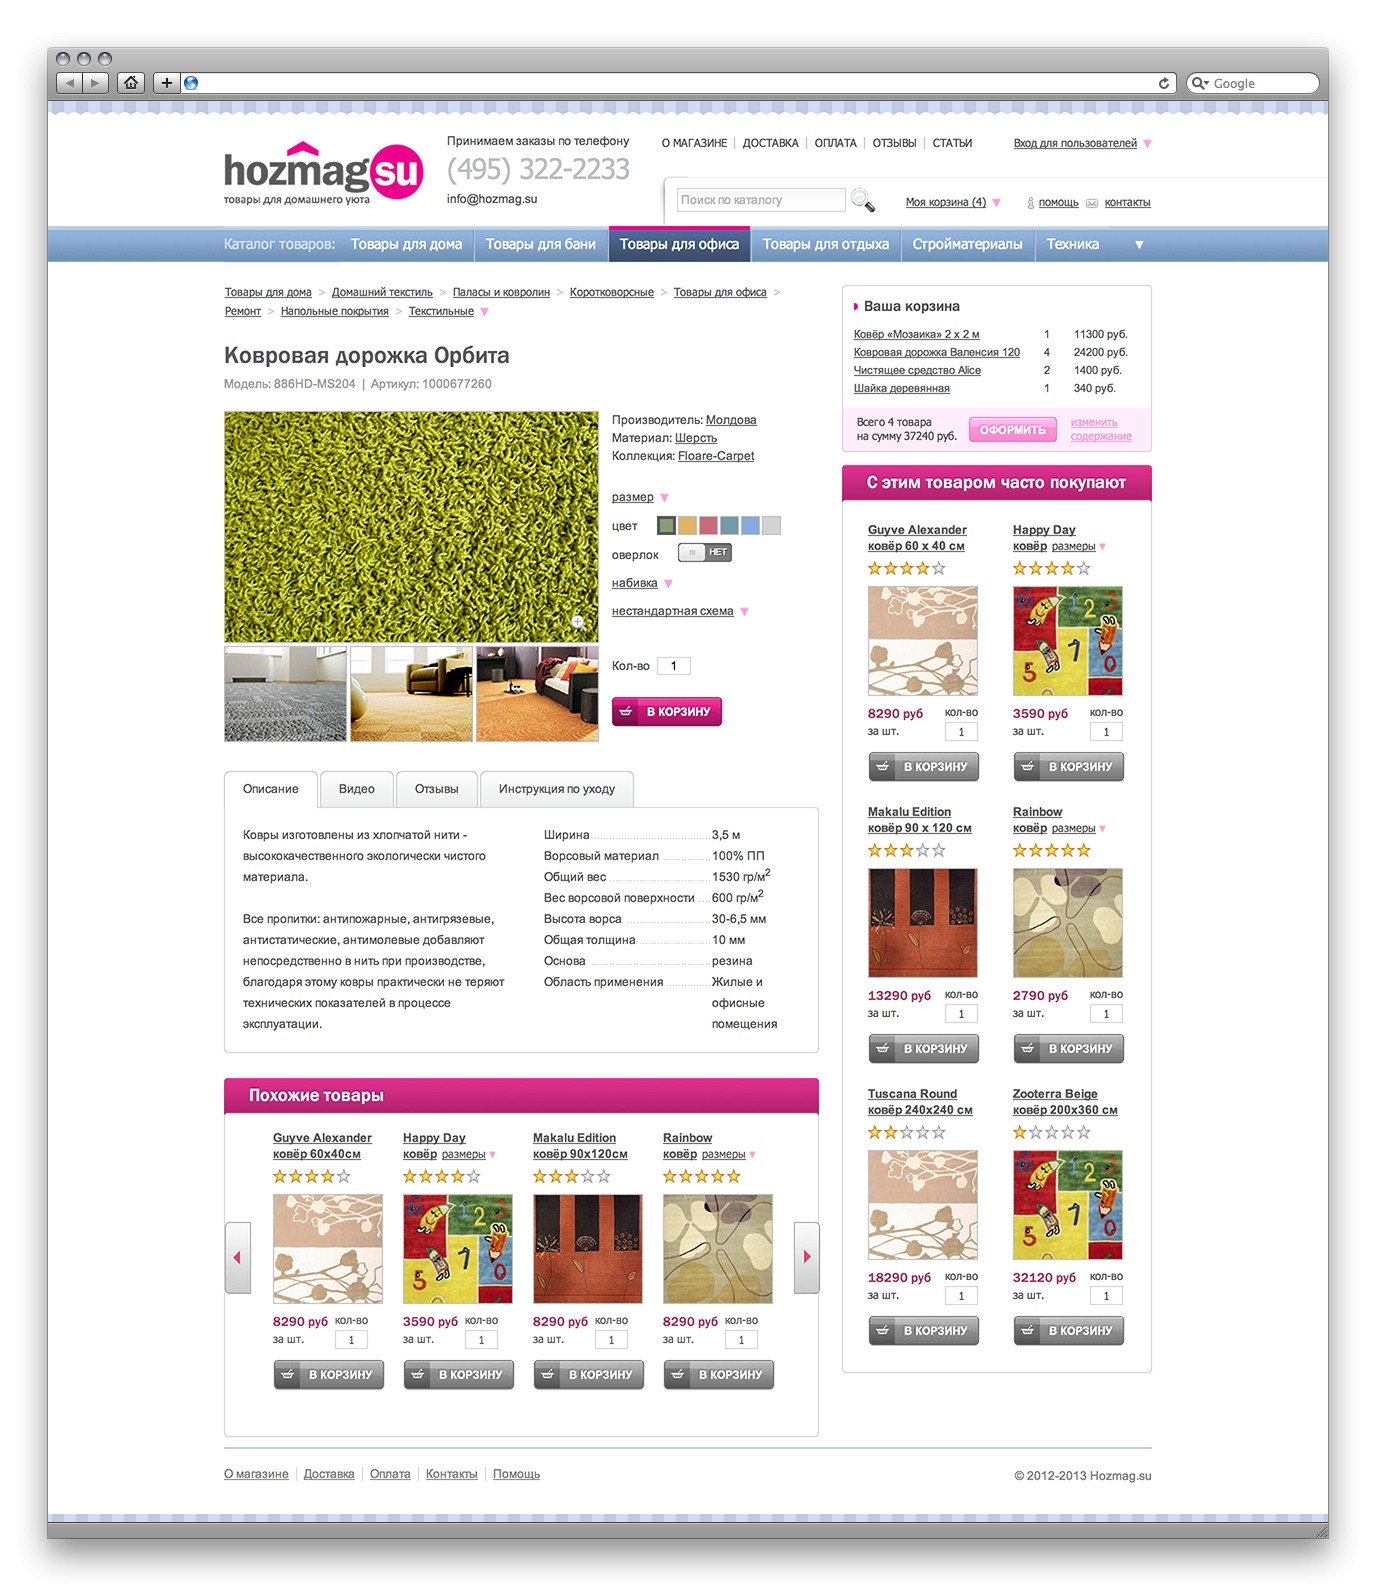 Google
hozmag su
товары для домашнего уюта
Принимаем заказы по телефону
(495) 322-2233
info@hozmag.su
О МАГАЗИНЕ | ДОСТАВКА | ОПЛАТА | ОТЗЫВЫ | СТАТЬИ
Вход для пользователей
Поиск по каталогу
Моя корзина (4)
помощь
контакты
Каталог товаров: Товары для дома Товары для бани Товары для офиса Товары для отдыха Стройматериалы Техника
Товары для дома > Домашний текстиль > Паласы и ковролин > Коротковорсные > Товары для офиса >
Ремонт > Напольные покрытия > Текстильные
Ковровая дорожка Орбита
Модель: 886HD-MS204 | Артикул: 1000677260
Производитель: Молдова
Материал: Шерсть
Коллекция: Floare-Carpet
размер
цвет
оверлок НЕТ
набивка
нестандартная схема
Кол-во 1
В КОРЗИНУ
Описание Видео Отзывы Инструкция по уходу
Ковры изготовлены из хлопчатой нити -
высококачественного экологически чистого
материала.
Все пропитки: антипожарные, антигрязевые,
антистатические, антимолевые добавляют
непосредственно в нить при производстве,
благодаря этому ковры практически не теряют
технических показателей в процессе
эксплуатации.
Ширина 3,5 м
Ворсовый материал 100% ПП
Общий вес 1530 гр/м2
Вес ворсовой поверхности 600 гр/м2
Высота ворса 30-6,5 мм
Общая толщина 10 мм
Основа резина
Область применения Жилые и
офисные
помещения
Похожие товары
Guyve Alexander
ковёр 60x40см
8290 руб кол-во
за шт. 1
В КОРЗИНУ
Happy Day
ковёр размеры
3590 руб кол-во
за шт. 1
В КОРЗИНУ
Makalu Edition
ковёр 90x120см
8290 руб кол-во
за шт. 1
В КОРЗИНУ
Rainbow
ковёр размеры
8290 руб кол-во
за шт. 1
В КОРЗИНУ
Ваша корзина
Ковёр «Мозаика» 2 x 2 м 1 11300 руб.
Ковровая дорожка Валенсия 120 4 24200 руб.
Чистящее средство Alice 2 1400 руб.
Шайка деревянная 1 340 руб.
Всего 4 товара
на сумму 37240 руб.
ОФОРМИТЬ
изменить
содержание
С этим товаром часто покупают
Guyve Alexander
ковёр 60 x 40 см
8290 руб кол-во
за шт. 1
В КОРЗИНУ
Happy Day
ковёр размеры
3590 руб кол-во
за шт. 1
В КОРЗИНУ
Makalu Edition
ковёр 90 x 120 см
13290 руб кол-во
за шт. 1
В КОРЗИНУ
Rainbow
ковёр размеры
2790 руб кол-во
за шт. 1
В КОРЗИНУ
Tuscana Round
ковёр 240x240 см
18290 руб кол-во
за шт. 1
В КОРЗИНУ
Zooterra Beige
ковёр 200x360 см
32120 руб кол-во
за шт. 1
В КОРЗИНУ
О магазине | Доставка | Оплата | Контакты | Помощь
© 2012-2013 Hozmag.su